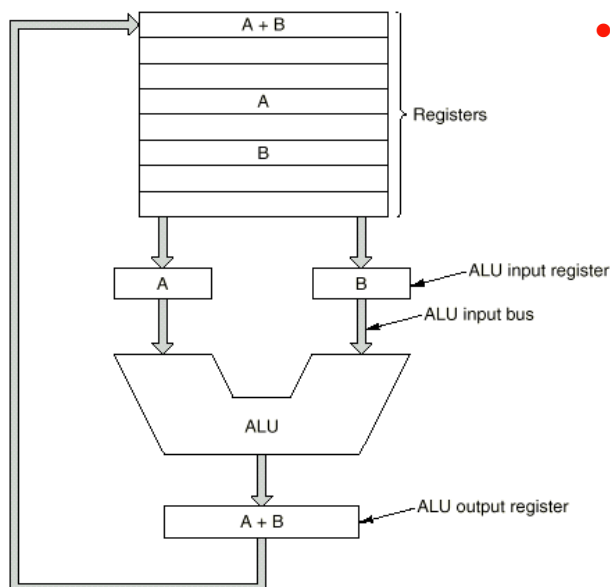 A + B
A
Registers
B
A
B
ALU input register
ALU input bus
ALU
A + B
ALU output register